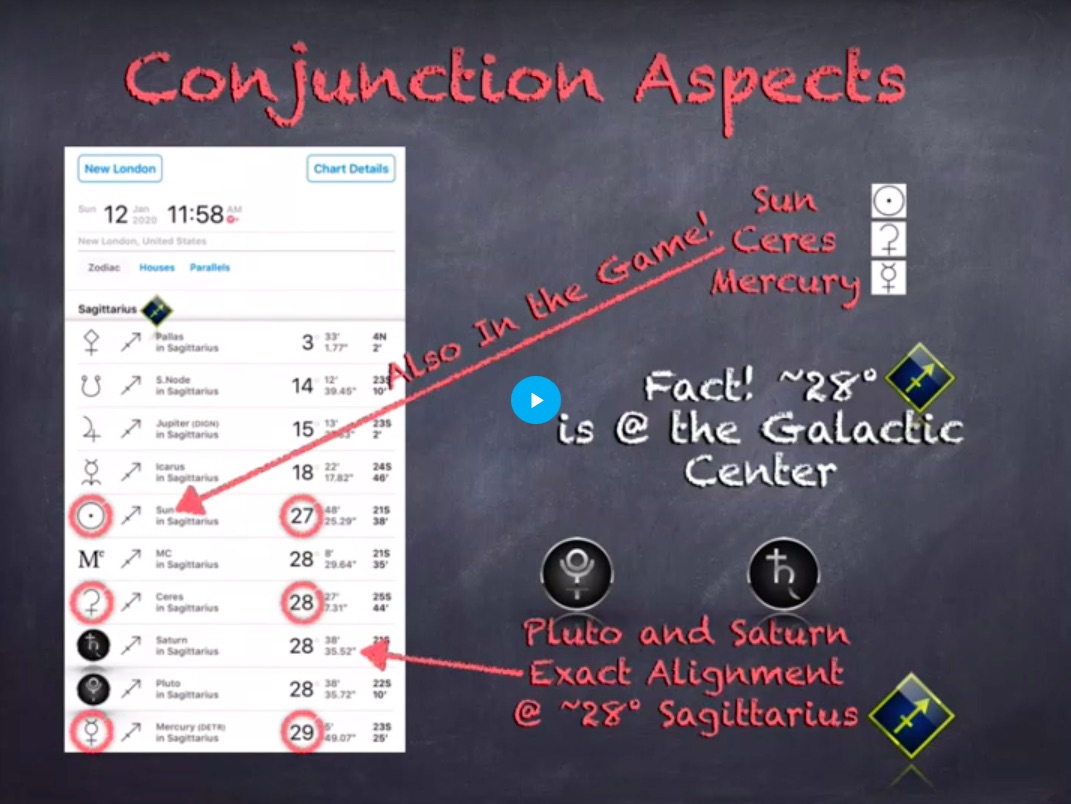 Conjunction Aspects
New London
Chart Details
Sun 12 Jan 2020 11:58 AM
New London, United States
Zodiac Houses Parallels
Sagittarius
Pallas in Sagittarius 3 33' 1.77" 4N 2'
S.Node in Sagittarius 14 12' 39.45" 23S 10'
Jupiter (DIGN) in Sagittarius 15 13' 23S 2'
Icarus in Sagittarius 18 22' 17.82" 24S 46'
Sun in Sagittarius 27 48' 25.29" 21S 38'
Mc MC in Sagittarius 28 8' 29.64" 21S 35'
Ceres in Sagittarius 28 27' 7.31" 25S 44'
Saturn in Sagittarius 28 38' 35.52" 21S
Pluto in Sagittarius 28 38' 35.72" 22S 10'
Mercury (DETR) in Sagittarius 29 5' 49.07" 23S 25'
Also In the Game!
Sun
Ceres
Mercury
Fact! ~28°
is @ the Galactic
Center
Pluto and Saturn
Exact Alignment
@ ~28° Sagittarius